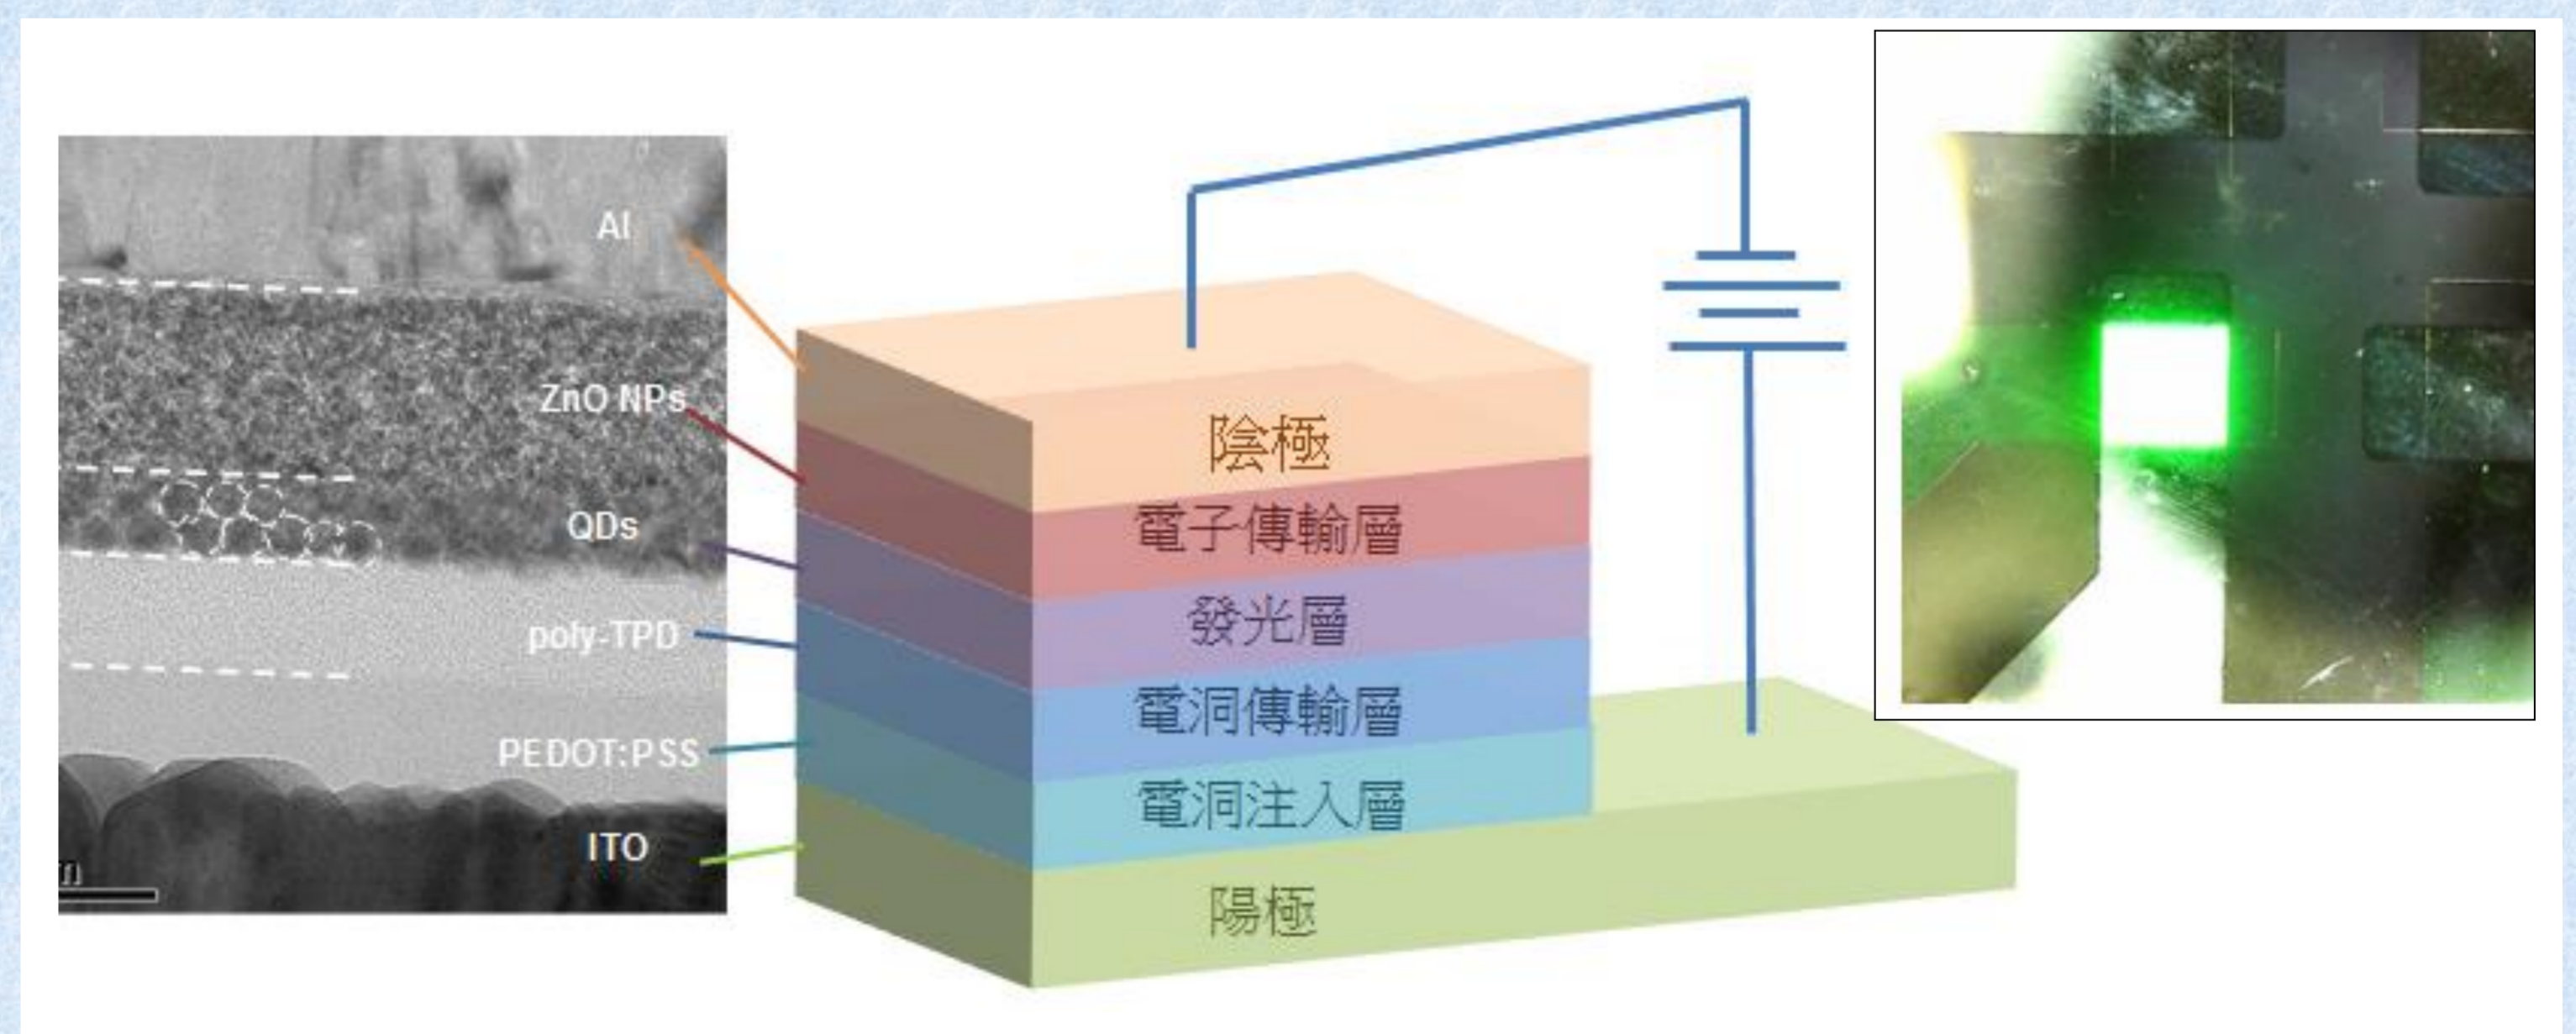 Al
ZnO NPs
QDs
poly-TPD
PEDOT:PSS
ITO
陰極
電子傳輸層
發光層
電洞傳輸層
電洞注入層
陽極